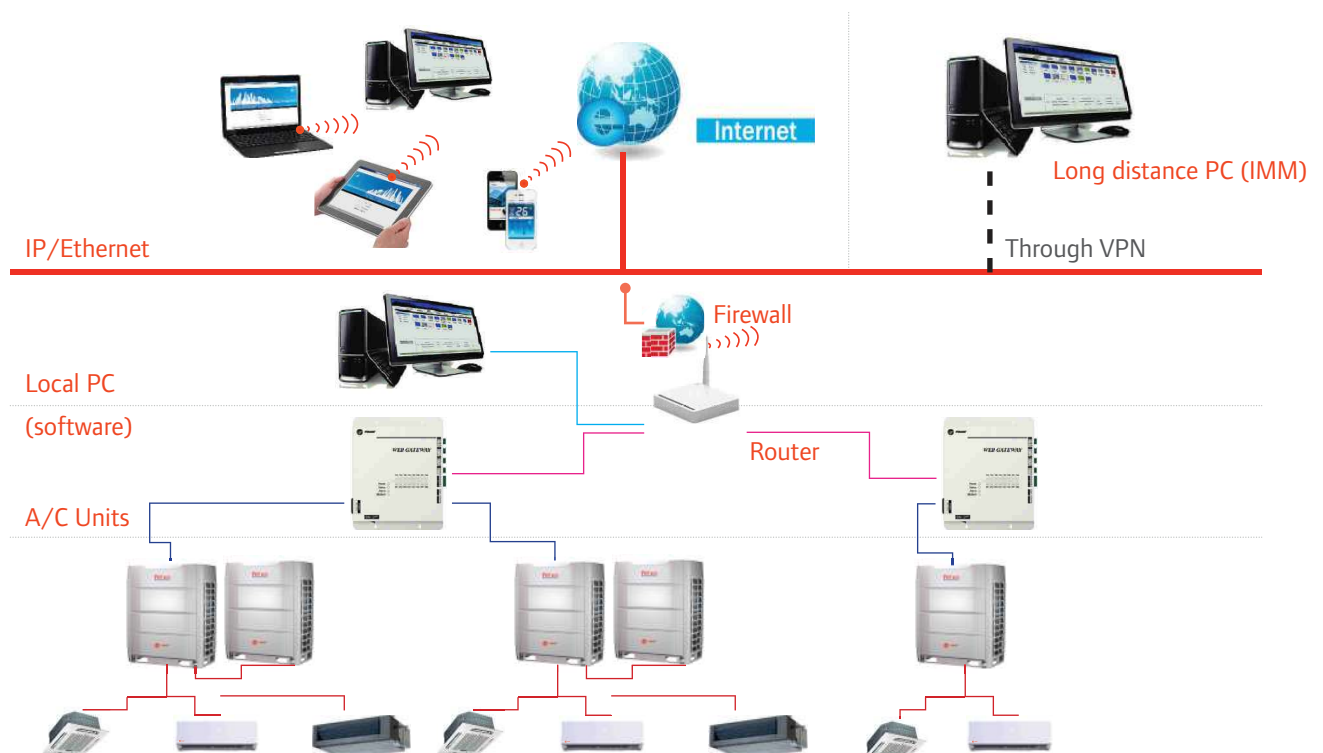 Internet
Long distance PC (IMM)
IP/Ethernet
Through VPN
26
Firewall
Local PC
(software)
WEB GATEWAY
WEB GATEWAY
Router
A/C Units